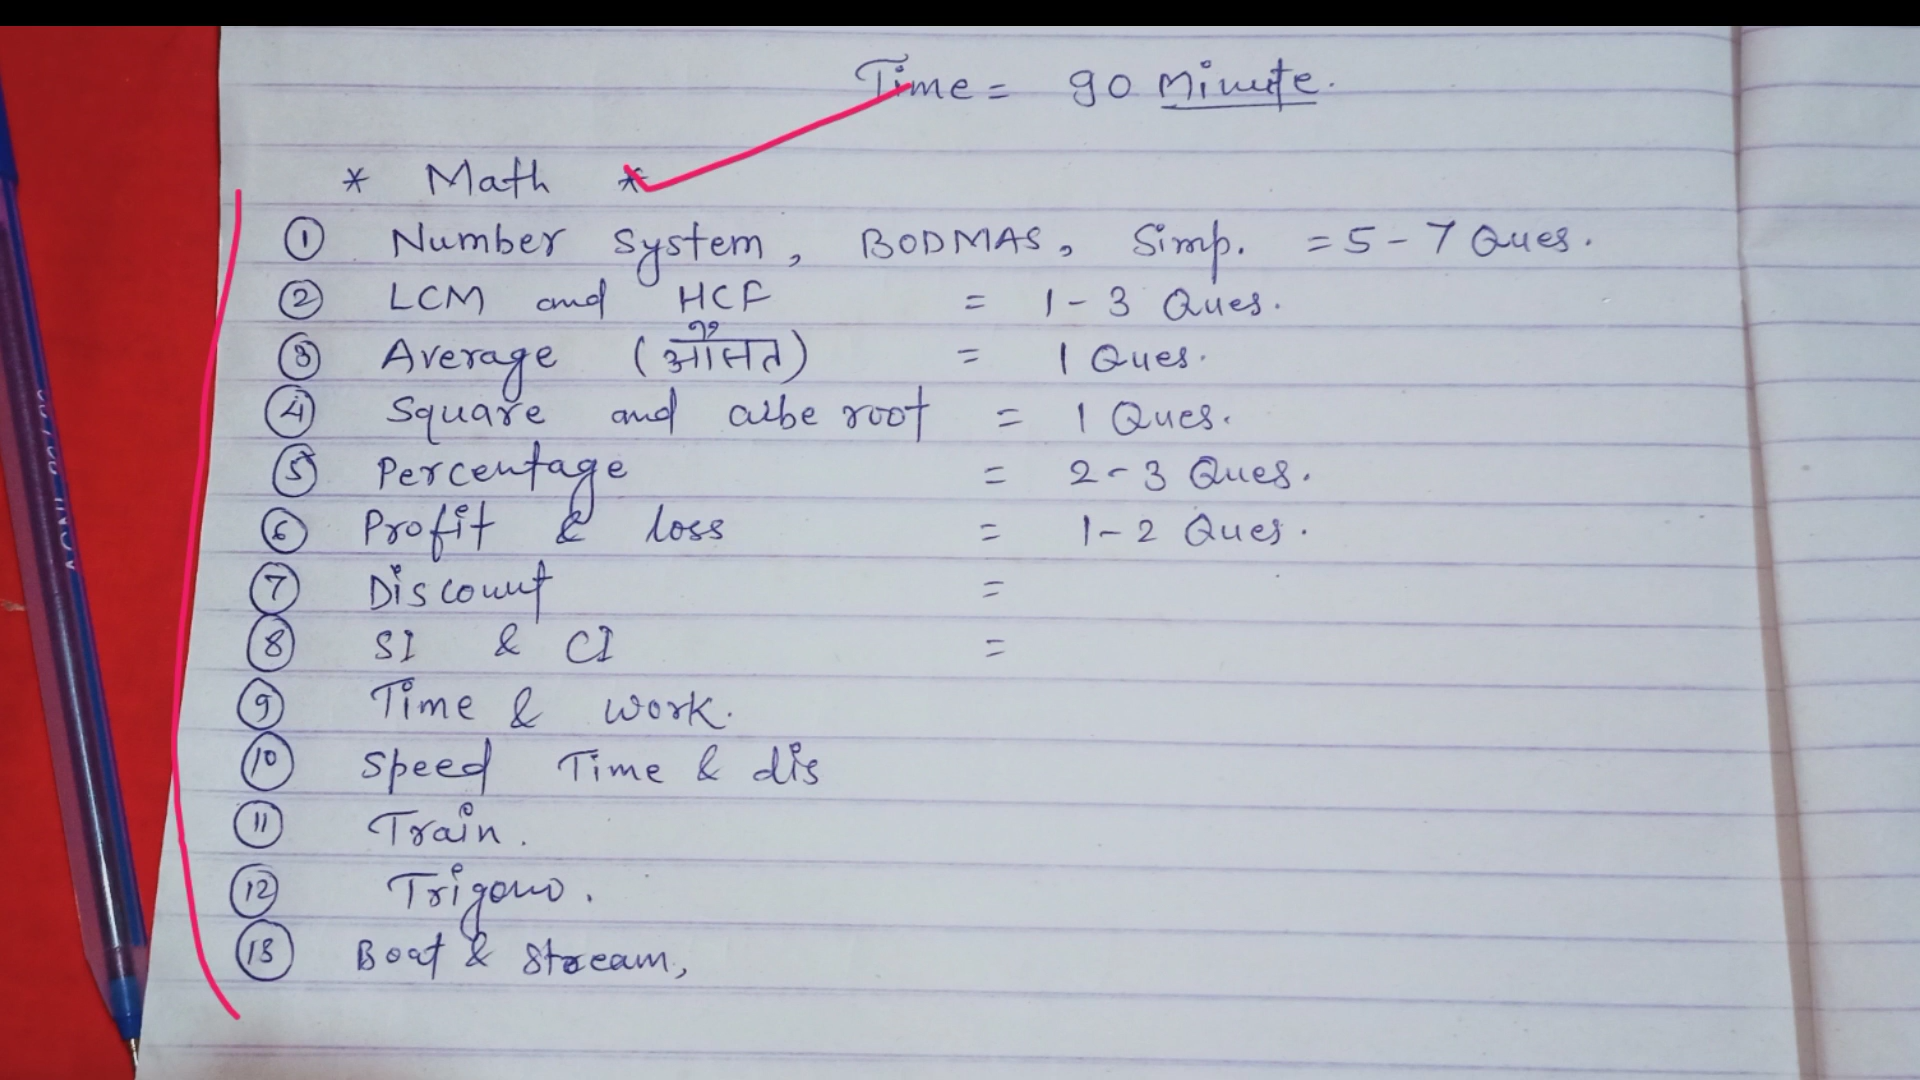 Time = 90 Minute.
* Math *
① Number System, BODMAS, Simp. = 5 - 7 Ques.
② LCM and HCF = 1 - 3 Ques.
③ Average (औसत) = 1 Ques.
④ Square and cube root = 1 Ques.
⑤ Percentage = 2 - 3 Ques.
⑥ Profit & loss = 1 - 2 Ques.
⑦ Discount =
⑧ SI & CI =
⑨ Time & work.
⑩ Speed Time & dis
⑪ Train.
⑫ Trigono.
⑬ Boat & Stream,